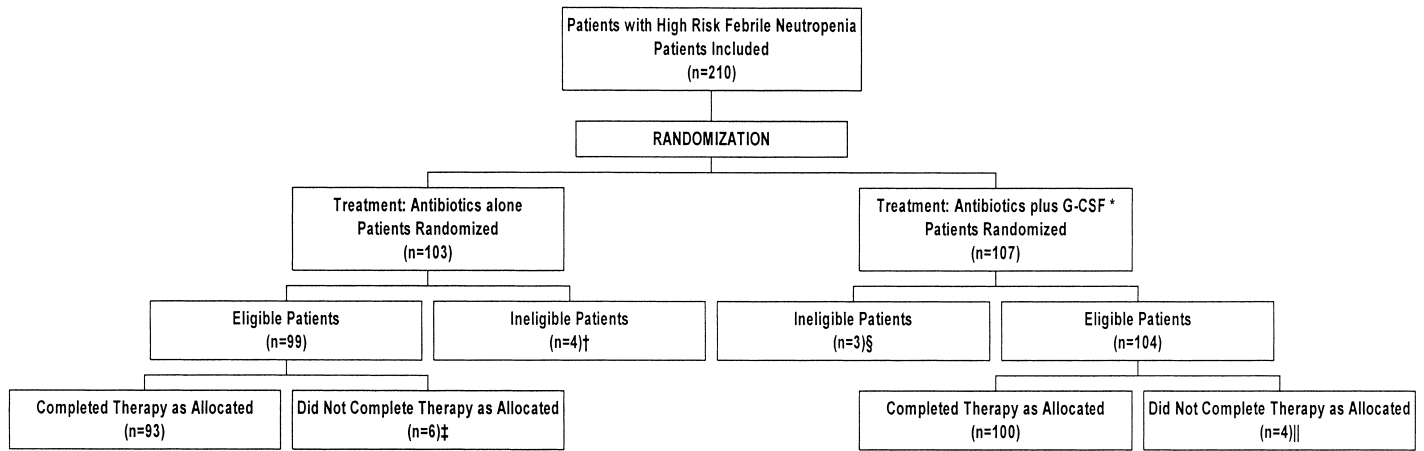 Patients with High Risk Febrile Neutropenia
Patients Included
(n=210)
RANDOMIZATION
Treatment: Antibiotics alone
Patients Randomized
(n=103)
Treatment: Antibiotics plus G-CSF *
Patients Randomized
(n=107)
Eligible Patients
(n=99)
Ineligible Patients
(n=4)†
Ineligible Patients
(n=3)§
Eligible Patients
(n=104)
Completed Therapy as Allocated
(n=93)
Did Not Complete Therapy as Allocated
(n=6)‡
Completed Therapy as Allocated
(n=100)
Did Not Complete Therapy as Allocated
(n=4)||